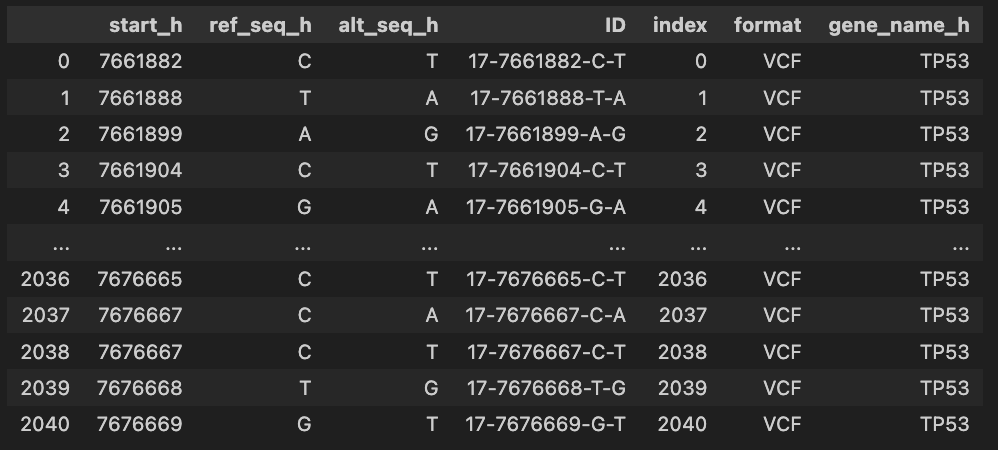 start_h ref_seq_h alt_seq_h ID index format gene_name_h
0 7661882 C T 17-7661882-C-T 0 VCF TP53
1 7661888 T A 17-7661888-T-A 1 VCF TP53
2 7661899 A G 17-7661899-A-G 2 VCF TP53
3 7661904 C T 17-7661904-C-T 3 VCF TP53
4 7661905 G A 17-7661905-G-A 4 VCF TP53
... ... ... ... ... ... ... ...
2036 7676665 C T 17-7676665-C-T 2036 VCF TP53
2037 7676667 C A 17-7676667-C-A 2037 VCF TP53
2038 7676667 C T 17-7676667-C-T 2038 VCF TP53
2039 7676668 T G 17-7676668-T-G 2039 VCF TP53
2040 7676669 G T 17-7676669-G-T 2040 VCF TP53